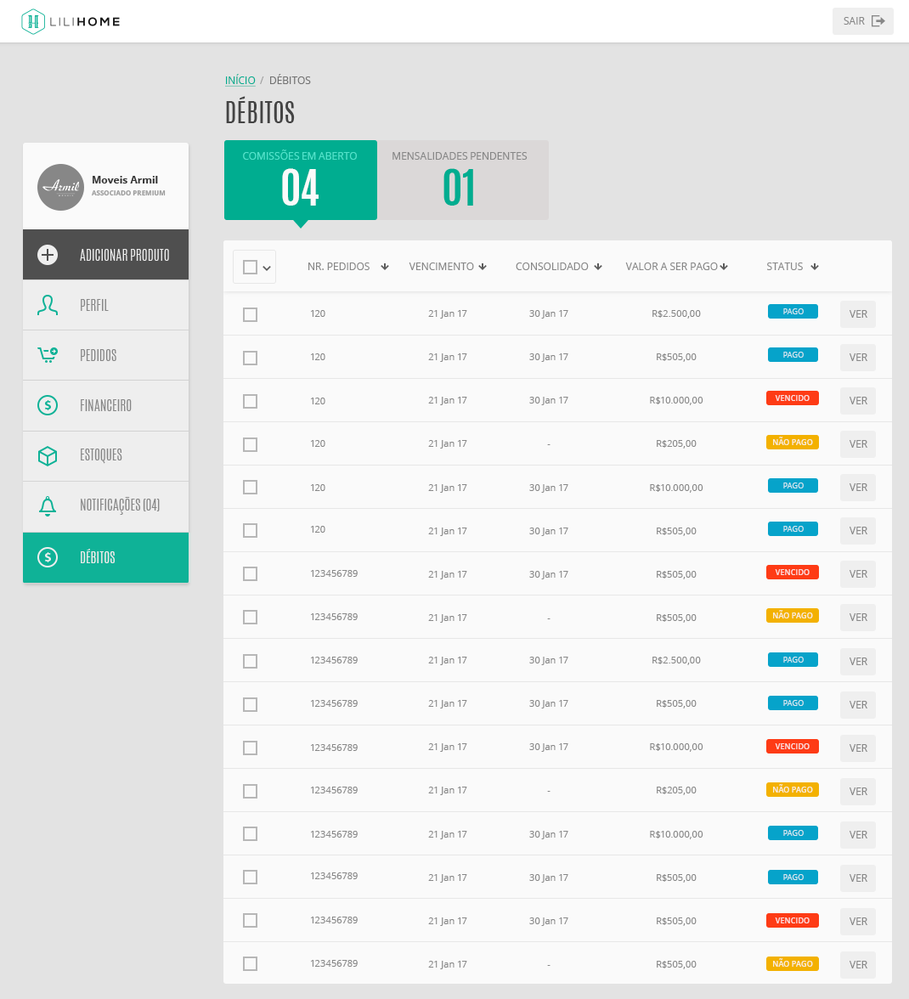 LILIHOME
SAIR
INÍCIO / DÉBITOS
DÉBITOS
COMISSÕES EM ABERTO
04
MENSALIDADES PENDENTES
01
Armil
Moveis Armil
ASSOCIADO PREMIUM
ADICIONAR PRODUTO
PERFIL
PEDIDOS
FINANCEIRO
ESTOQUES
NOTIFICAÇÕES (04)
DÉBITOS
NR. PEDIDOS VENCIMENTO CONSOLIDADO VALOR A SER PAGO STATUS
120 21 Jan 17 30 Jan 17 R$2.500,00 PAGO VER
120 21 Jan 17 30 Jan 17 R$505,00 PAGO VER
120 21 Jan 17 30 Jan 17 R$10.000,00 VENCIDO VER
120 21 Jan 17 - R$205,00 NÃO PAGO VER
120 21 Jan 17 30 Jan 17 R$10.000,00 PAGO VER
120 21 Jan 17 30 Jan 17 R$505,00 PAGO VER
123456789 21 Jan 17 30 Jan 17 R$505,00 VENCIDO VER
123456789 21 Jan 17 - R$505,00 NÃO PAGO VER
123456789 21 Jan 17 30 Jan 17 R$2.500,00 PAGO VER
123456789 21 Jan 17 30 Jan 17 R$505,00 PAGO VER
123456789 21 Jan 17 30 Jan 17 R$10.000,00 VENCIDO VER
123456789 21 Jan 17 - R$205,00 NÃO PAGO VER
123456789 21 Jan 17 30 Jan 17 R$10.000,00 PAGO VER
123456789 21 Jan 17 30 Jan 17 R$505,00 PAGO VER
123456789 21 Jan 17 30 Jan 17 R$505,00 VENCIDO VER
123456789 21 Jan 17 - R$505,00 NÃO PAGO VER